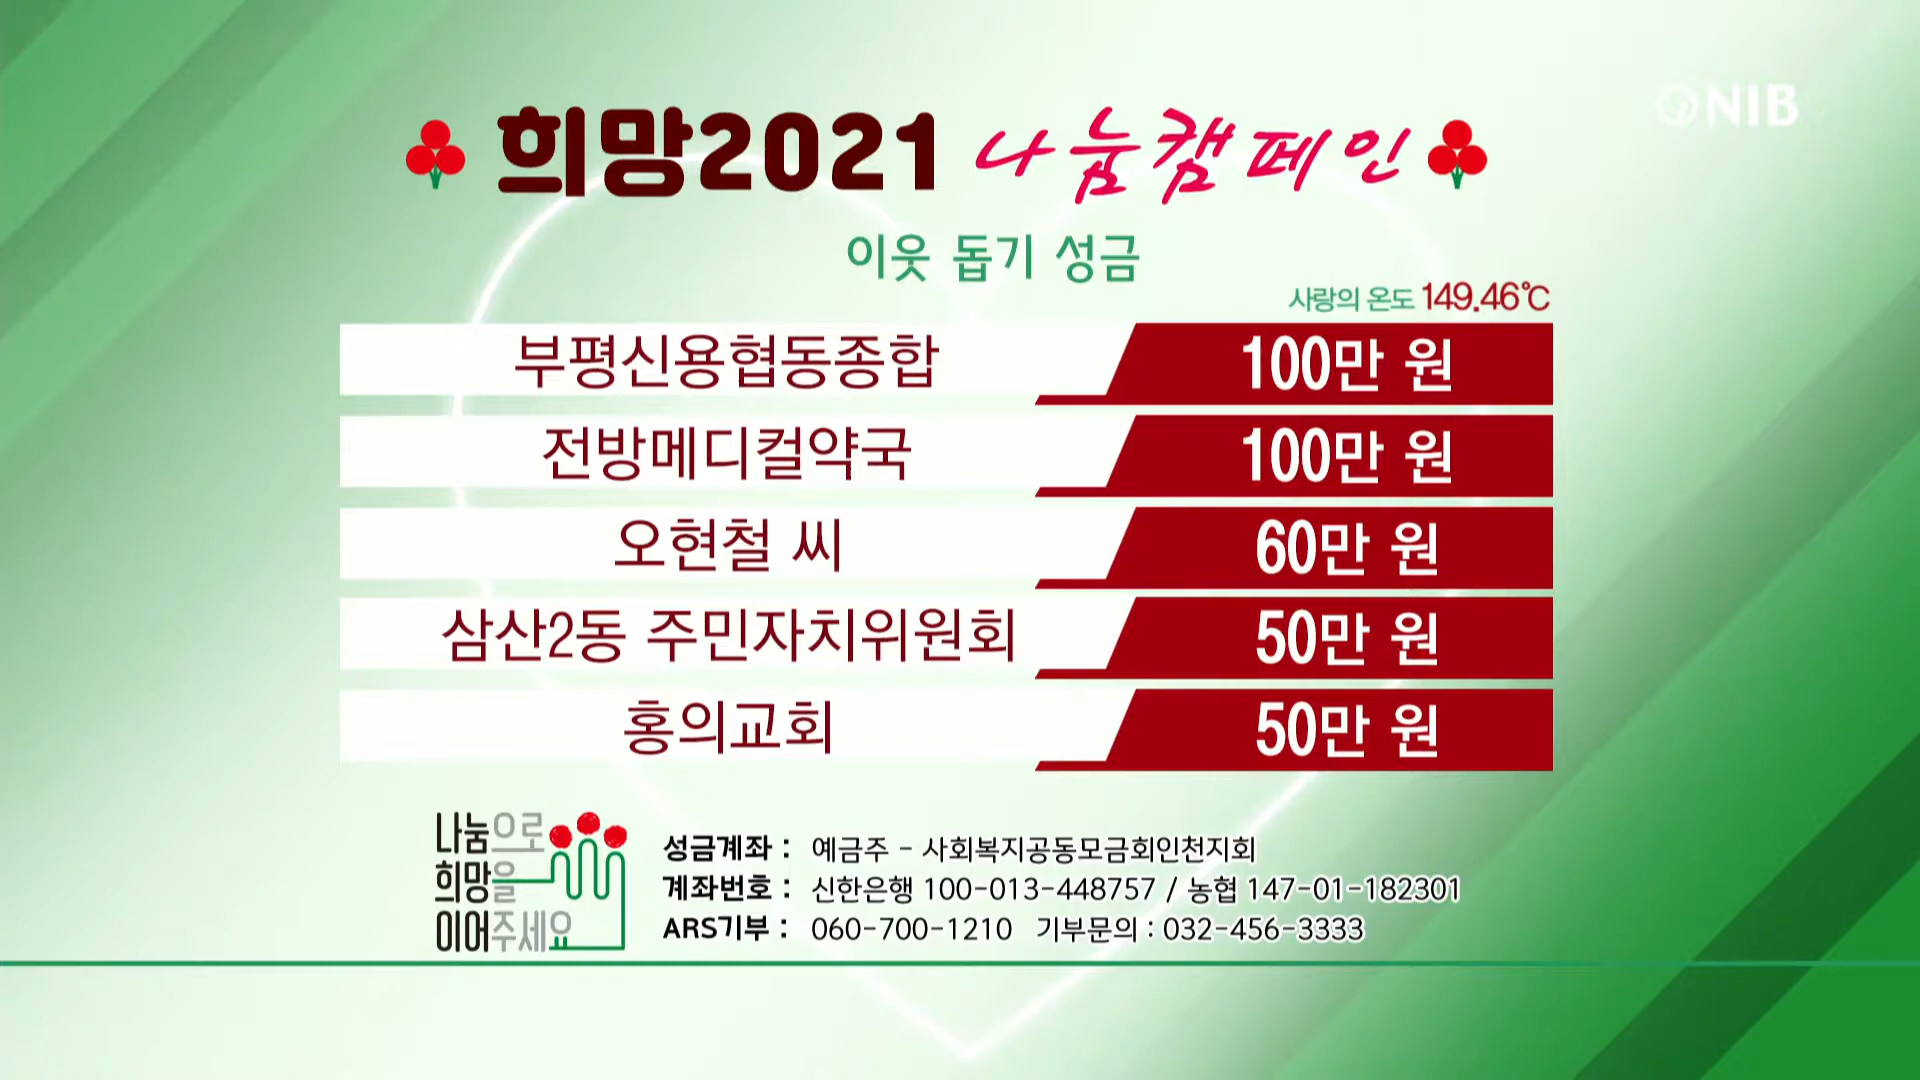 NIB
희망2021 나눔캠페인
이웃 돕기 성금
사랑의 온도 149.46℃
부평신용협동종합 100만 원
전방메디컬약국 100만 원
오현철 씨 60만 원
삼산2동 주민자치위원회 50만 원
홍의교회 50만 원
나눔으로
희망을
이어주세요
성금계좌 : 예금주 - 사회복지공동모금회인천지회
계좌번호 : 신한은행 100-013-448757 / 농협 147-01-182301
ARS기부 : 060-700-1210 기부문의 : 032-456-3333